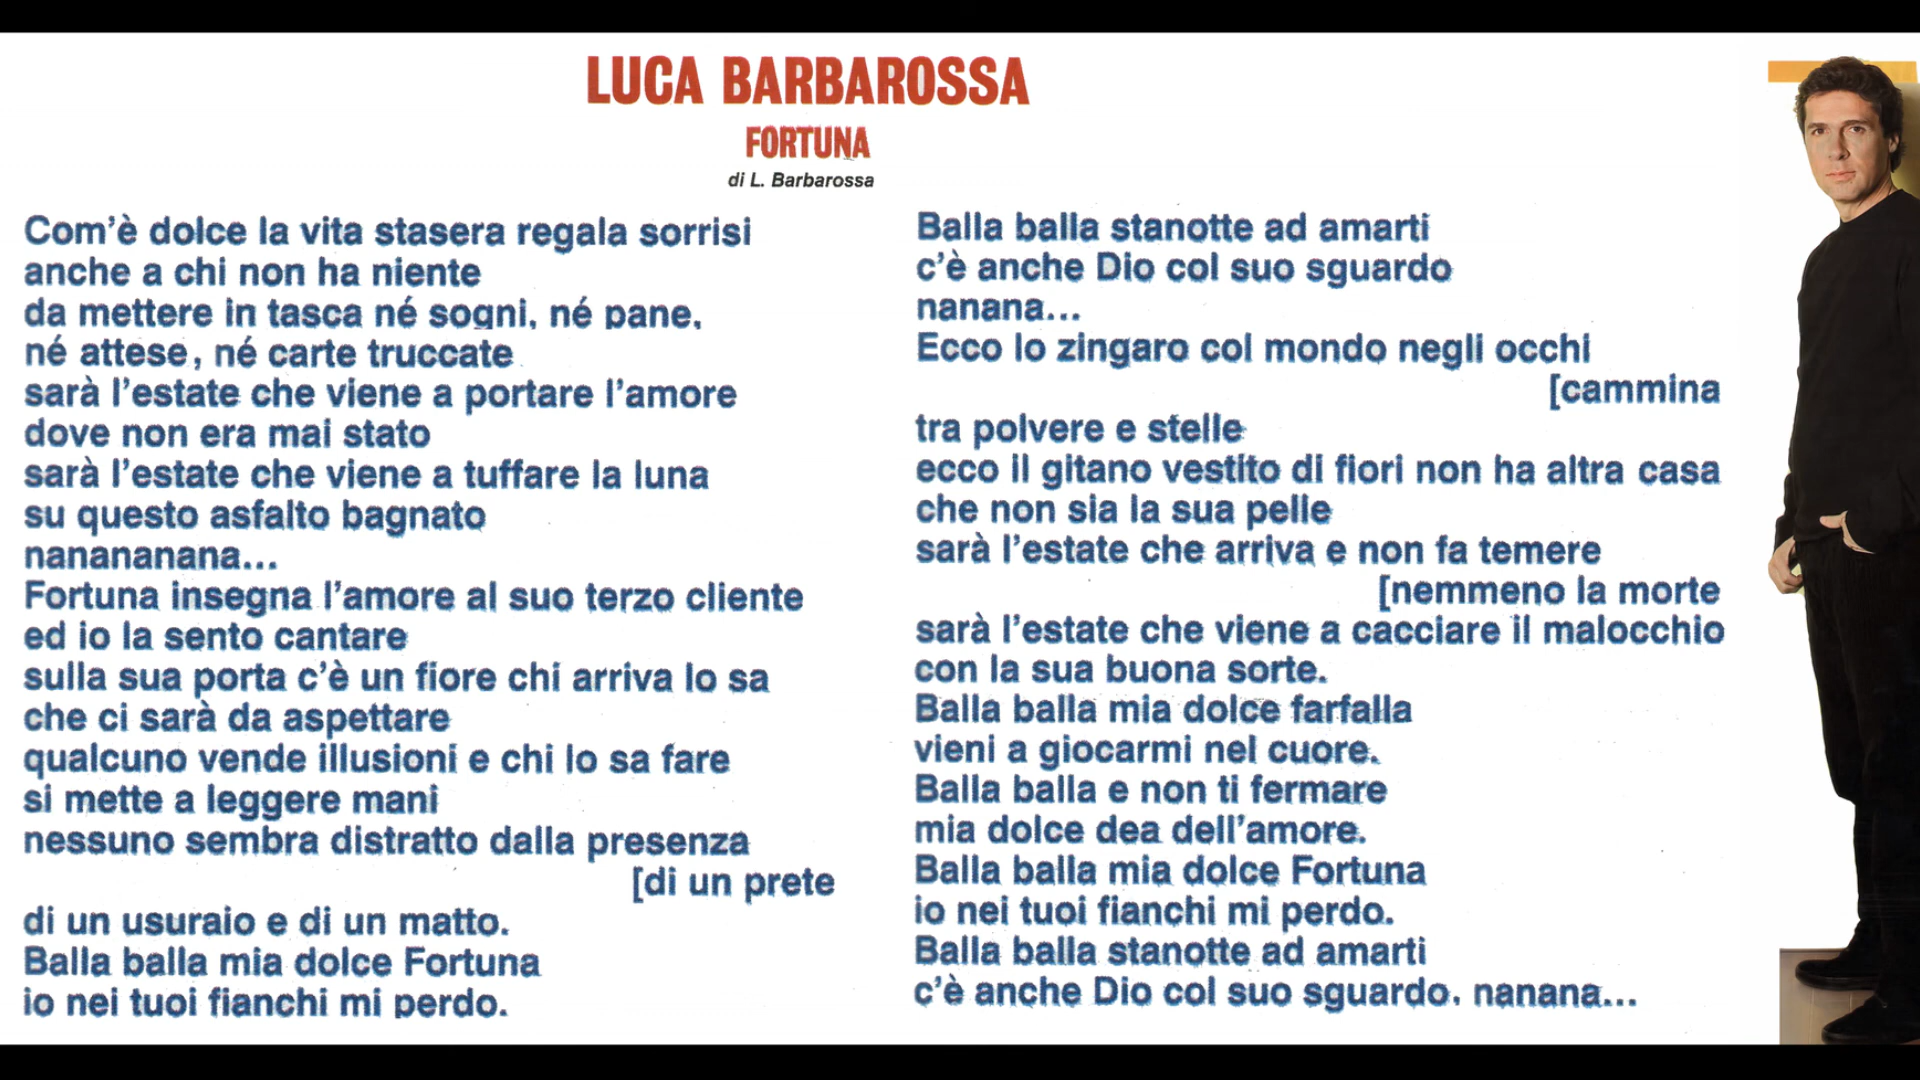 LUCA BARBAROSSA
FORTUNA
di L. Barbarossa
Com'è dolce la vita stasera regala sorrisi
anche a chi non ha niente
da mettere in tasca né sogni, né pane,
né attese, né carte truccate
sarà l'estate che viene a portare l'amore
dove non era mai stato
sarà l'estate che viene a tuffare la luna
su questo asfalto bagnato
nanananana...
Fortuna insegna l'amore al suo terzo cliente
ed io la sento cantare
sulla sua porta c'è un fiore chi arriva lo sa
che ci sarà da aspettare
qualcuno vende illusioni e chi lo sa fare
si mette a leggere mani
nessuno sembra distratto dalla presenza
[di un prete
di un usuraio e di un matto.
Balla balla mia dolce Fortuna
io nei tuoi fianchi mi perdo.
Balla balla stanotte ad amarti
c'è anche Dio col suo sguardo
nanana...
Ecco lo zingaro col mondo negli occhi
[cammina
tra polvere e stelle
ecco il gitano vestito di fiori non ha altra casa
che non sia la sua pelle
sarà l'estate che arriva e non fa temere
[nemmeno la morte
sarà l'estate che viene a cacciare il malocchio
con la sua buona sorte.
Balla balla mia dolce farfalla
vieni a giocarmi nel cuore.
Balla balla e non ti fermare
mia dolce dea dell'amore.
Balla balla mia dolce Fortuna
io nei tuoi fianchi mi perdo.
Balla balla stanotte ad amarti
c'è anche Dio col suo sguardo. nanana...